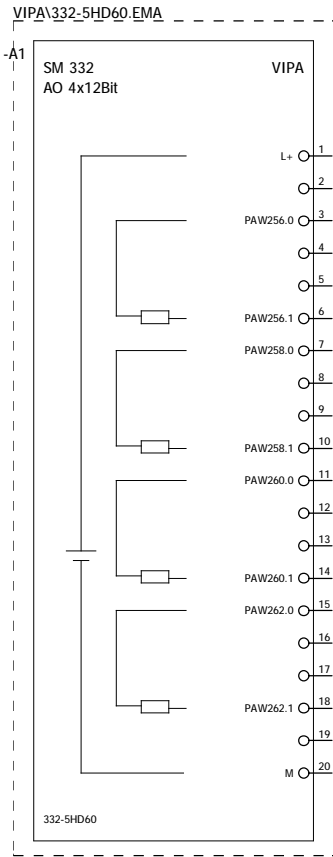 VIPA\332-5HD60.EMA
-A1
SM 332 VIPA
AO 4x12Bit
L+ 1
2
PAW256.0 3
4
5
PAW256.1 6
PAW258.0 7
8
9
PAW258.1 10
PAW260.0 11
12
13
PAW260.1 14
PAW262.0 15
16
17
PAW262.1 18
19
M 20
332-5HD60